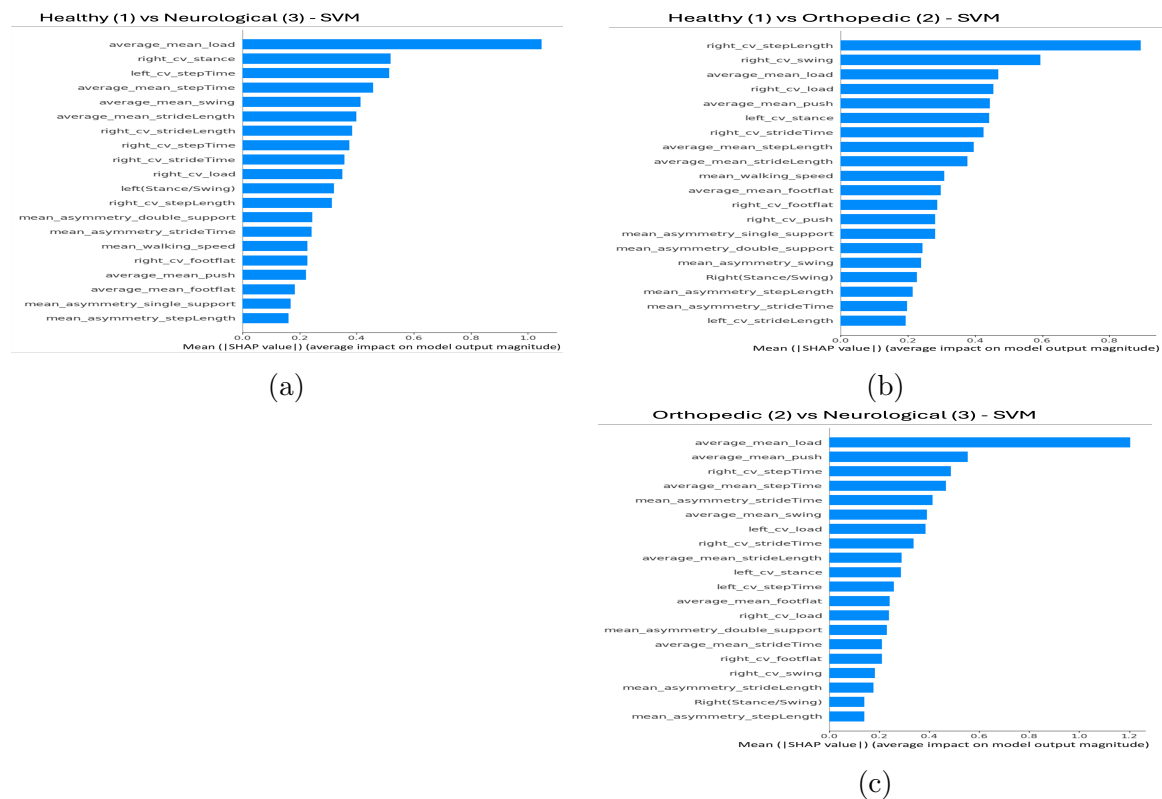 Healthy (1) vs Neurological (3) - SVM
average_mean_load
right_cv_stance
left_cv_stepTime
average_mean_stepTime
average_mean_swing
average_mean_strideLength
right_cv_strideLength
right_cv_stepTime
right_cv_strideTime
right_cv_load
left(Stance/Swing)
right_cv_stepLength
mean_asymmetry_double_support
mean_asymmetry_strideTime
mean_walking_speed
right_cv_footflat
average_mean_push
average_mean_footflat
mean_asymmetry_single_support
mean_asymmetry_stepLength
0.0 0.2 0.4 0.6 0.8 1.0
Mean (|SHAP value|) (average impact on model output magnitude)
(a)
Healthy (1) vs Orthopedic (2) - SVM
right_cv_stepLength
right_cv_swing
average_mean_load
right_cv_load
average_mean_push
left_cv_stance
right_cv_strideTime
average_mean_stepLength
average_mean_strideLength
mean_walking_speed
average_mean_footflat
right_cv_footflat
right_cv_push
mean_asymmetry_single_support
mean_asymmetry_double_support
mean_asymmetry_swing
Right(Stance/Swing)
mean_asymmetry_stepLength
mean_asymmetry_strideTime
left_cv_strideLength
0.0 0.2 0.4 0.6 0.8
Mean (|SHAP value|) (average impact on model output magnitude)
(b)
Orthopedic (2) vs Neurological (3) - SVM
average_mean_load
average_mean_push
right_cv_stepTime
average_mean_stepTime
mean_asymmetry_strideTime
average_mean_swing
left_cv_load
right_cv_strideTime
average_mean_strideLength
left_cv_stance
left_cv_stepTime
average_mean_footflat
right_cv_load
mean_asymmetry_double_support
average_mean_strideTime
right_cv_footflat
right_cv_swing
mean_asymmetry_strideLength
Right(Stance/Swing)
mean_asymmetry_stepLength
0.0 0.2 0.4 0.6 0.8 1.0 1.2
Mean (|SHAP value|) (average impact on model output magnitude)
(c)